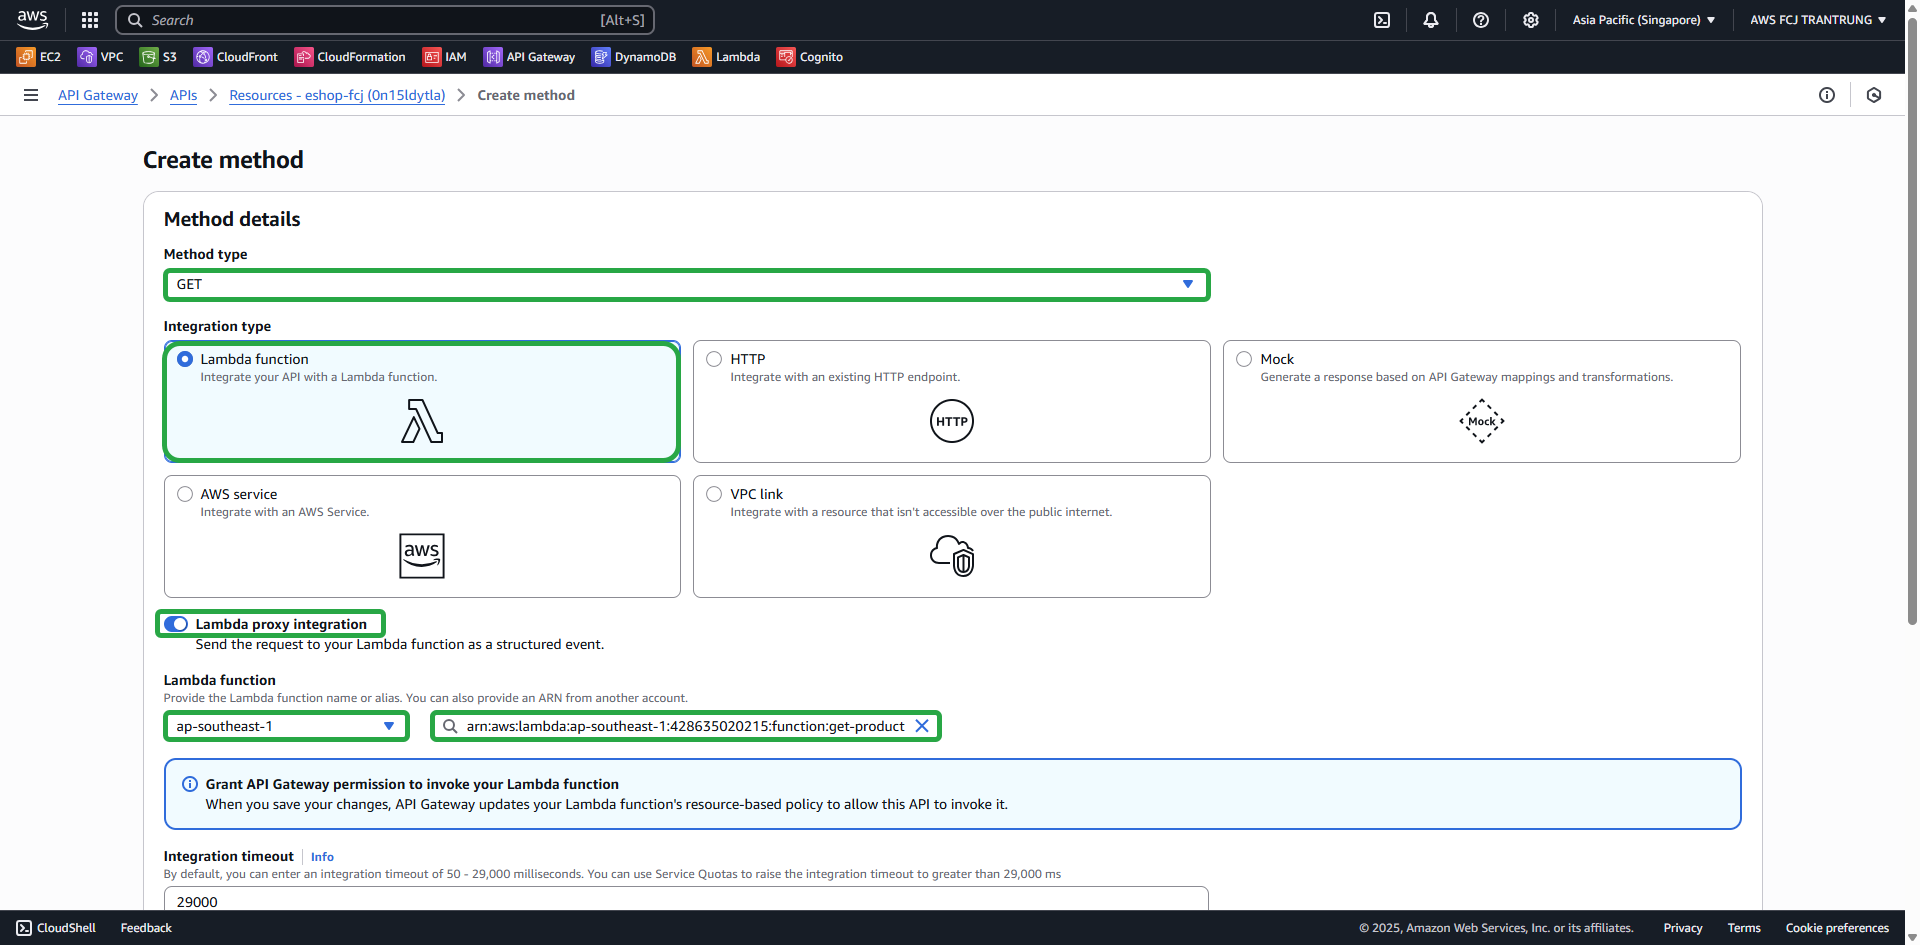 aws
Search [Alt+S]
Asia Pacific (Singapore)
AWS FCJ TRANTRUNG
EC2 VPC S3 CloudFront CloudFormation IAM API Gateway DynamoDB Lambda Cognito
API Gateway
APIs
Resources - eshop-fcj (0n15ldytla)
Create method
Create method
Method details
Method type
GET
Integration type
Lambda function
Integrate your API with a Lambda function.
HTTP
Integrate with an existing HTTP endpoint.
HTTP
Mock
Generate a response based on API Gateway mappings and transformations.
Mock
AWS service
Integrate with an AWS Service.
aws
VPC link
Integrate with a resource that isn't accessible over the public internet.
Lambda proxy integration
Send the request to your Lambda function as a structured event.
Lambda function
Provide the Lambda function name or alias. You can also provide an ARN from another account.
ap-southeast-1
arn:aws:lambda:ap-southeast-1:428635020215:function:get-product
Grant API Gateway permission to invoke your Lambda function
When you save your changes, API Gateway updates your Lambda function's resource-based policy to allow this API to invoke it.
Integration timeout Info
By default, you can enter an integration timeout of 50 - 29,000 milliseconds. You can use Service Quotas to raise the integration timeout to greater than 29,000 ms
29000
CloudShell Feedback
© 2025, Amazon Web Services, Inc. or its affiliates. Privacy Terms Cookie preferences